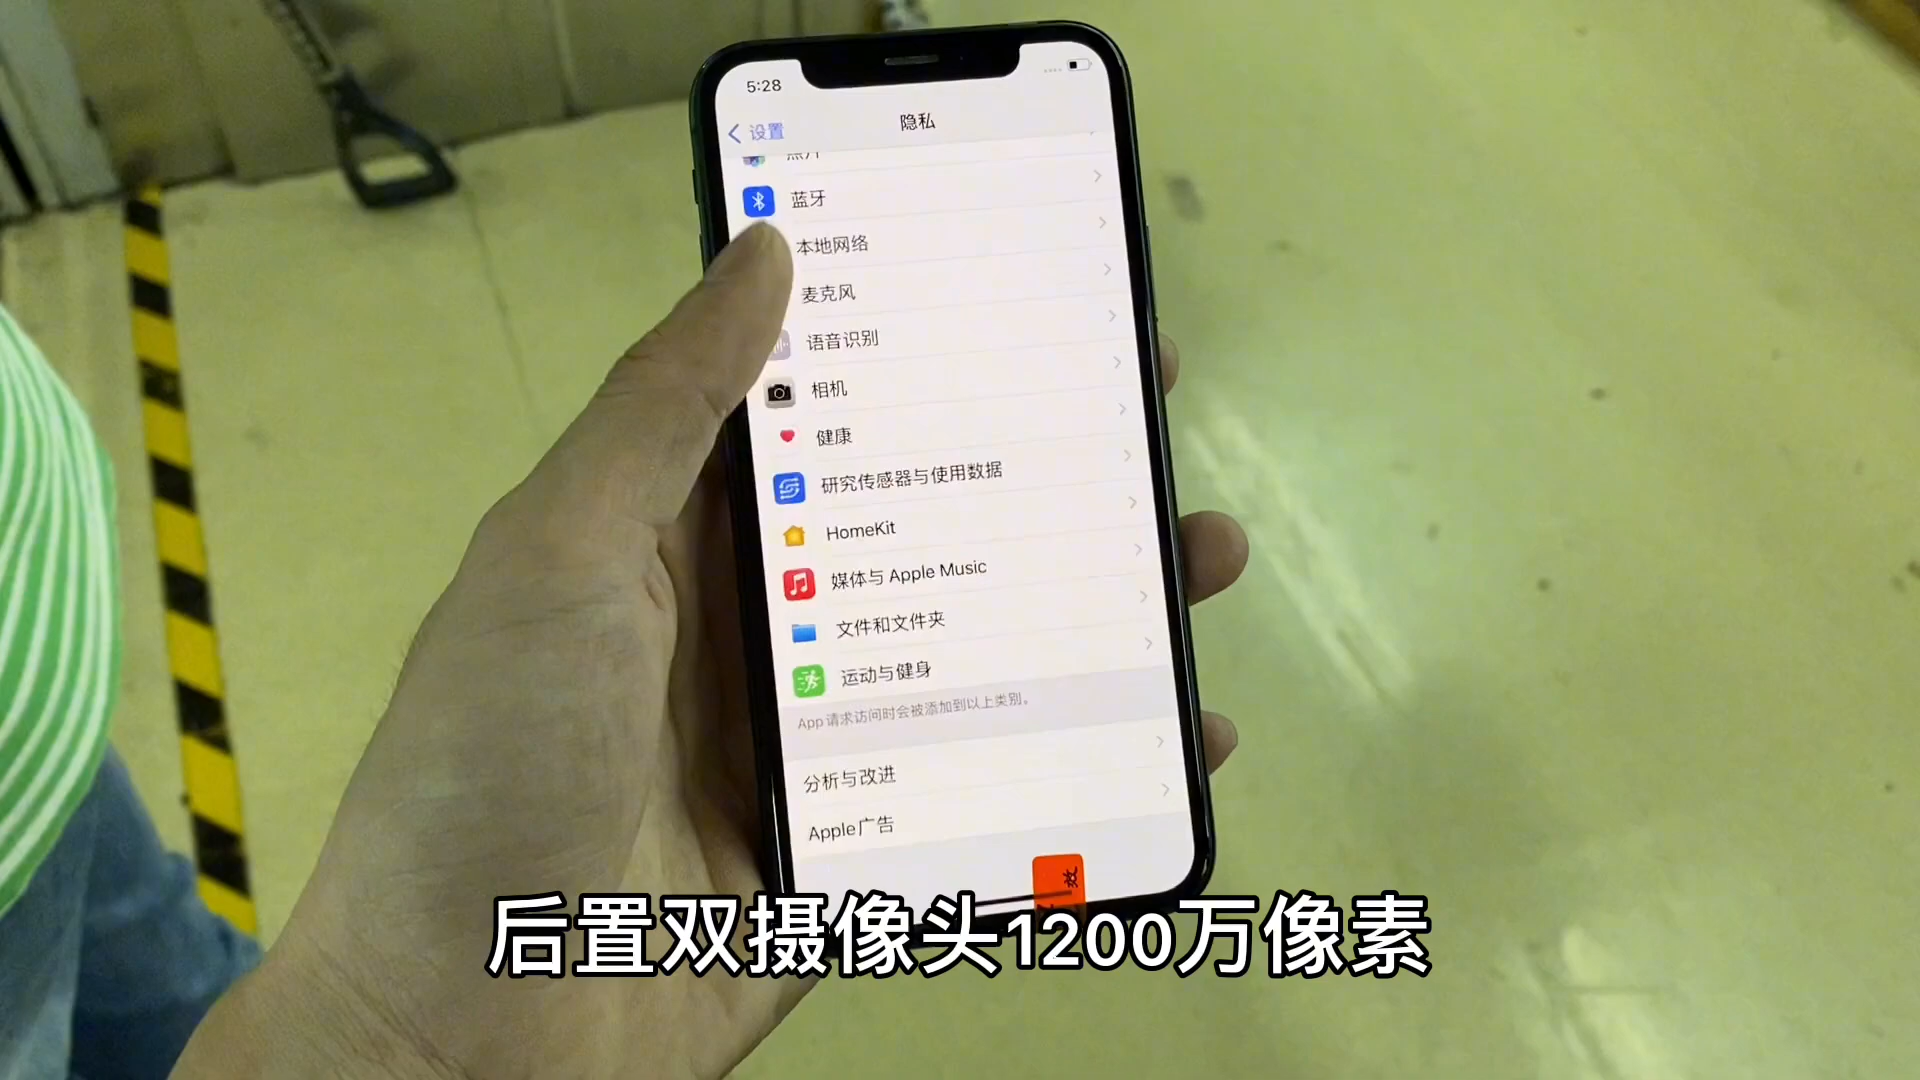 5:28
设置
隐私
照片
蓝牙
本地网络
麦克风
语音识别
相机
健康
研究传感器与使用数据
HomeKit
媒体与 Apple Music
文件和文件夹
运动与健身
App 请求访问时会被添加到以上类别。
分析与改进
Apple广告
效
后置双摄像头1200万像素